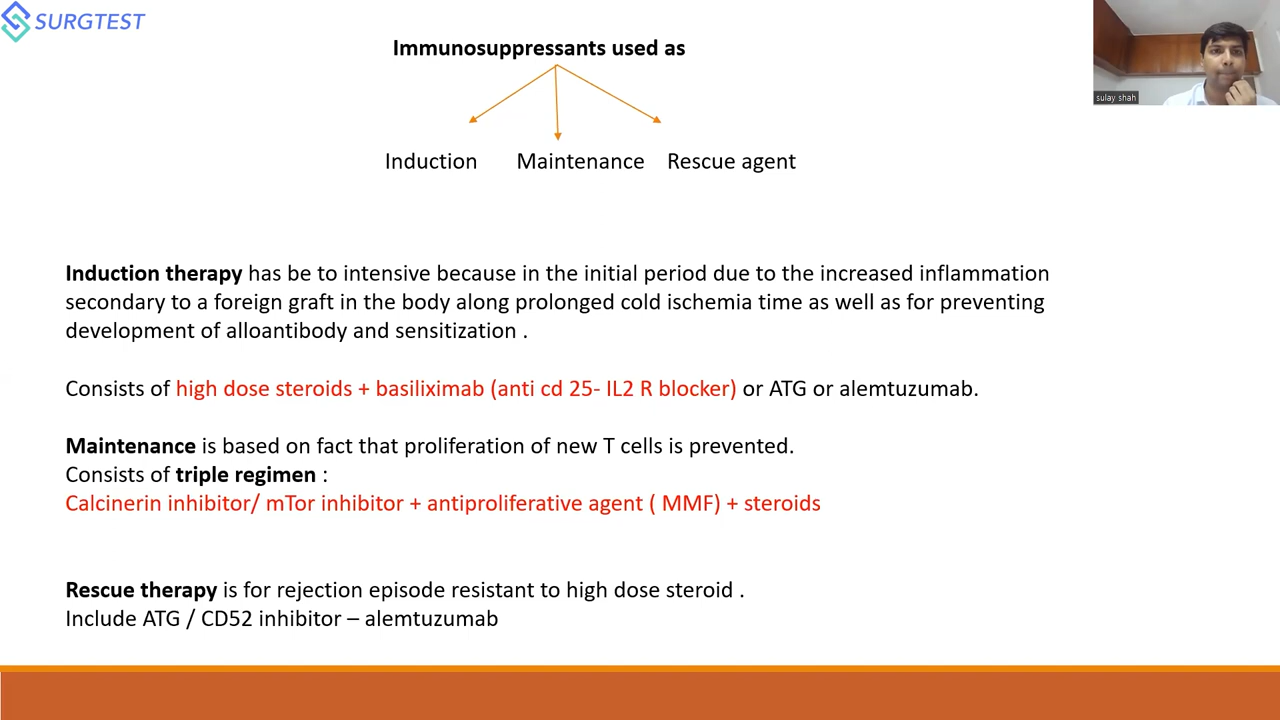 SURGTEST
Immunosuppressants used as
sulay shah
Induction Maintenance Rescue agent
Induction therapy has be to intensive because in the initial period due to the increased inflammation
secondary to a foreign graft in the body along prolonged cold ischemia time as well as for preventing
development of alloantibody and sensitization .
Consists of high dose steroids + basiliximab (anti cd 25- IL2 R blocker) or ATG or alemtuzumab.
Maintenance is based on fact that proliferation of new T cells is prevented.
Consists of triple regimen :
Calcinerin inhibitor/ mTor inhibitor + antiproliferative agent ( MMF) + steroids
Rescue therapy is for rejection episode resistant to high dose steroid .
Include ATG / CD52 inhibitor – alemtuzumab